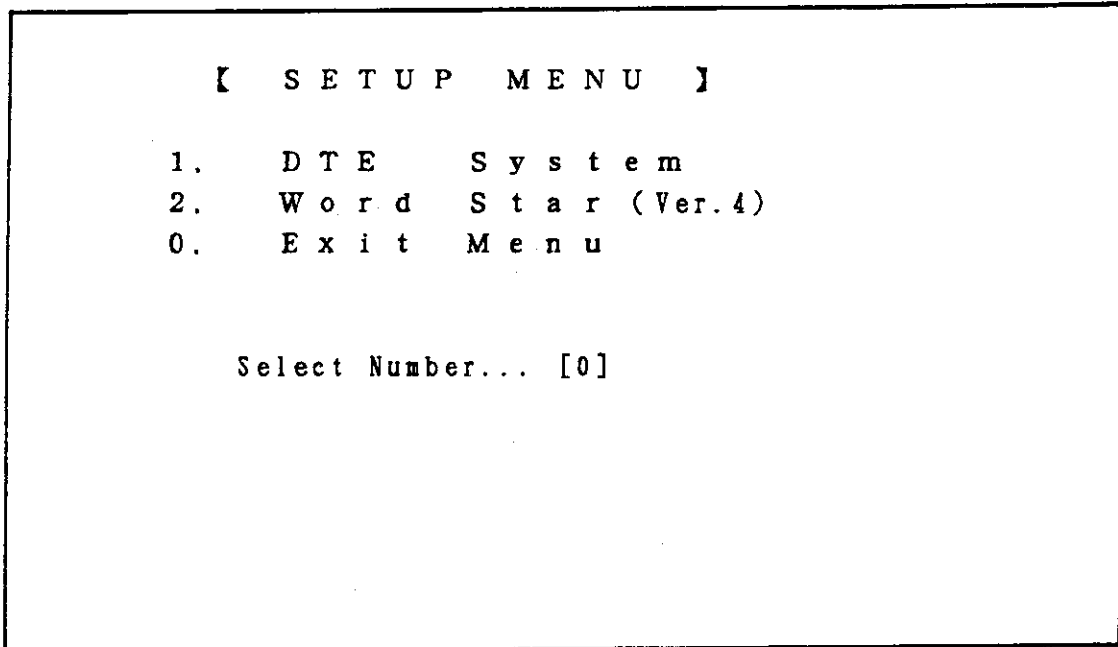 【 SETUP MENU 】
1. DTE System
2. Word Star (Ver.4)
0. Exit Menu
Select Number... [0]